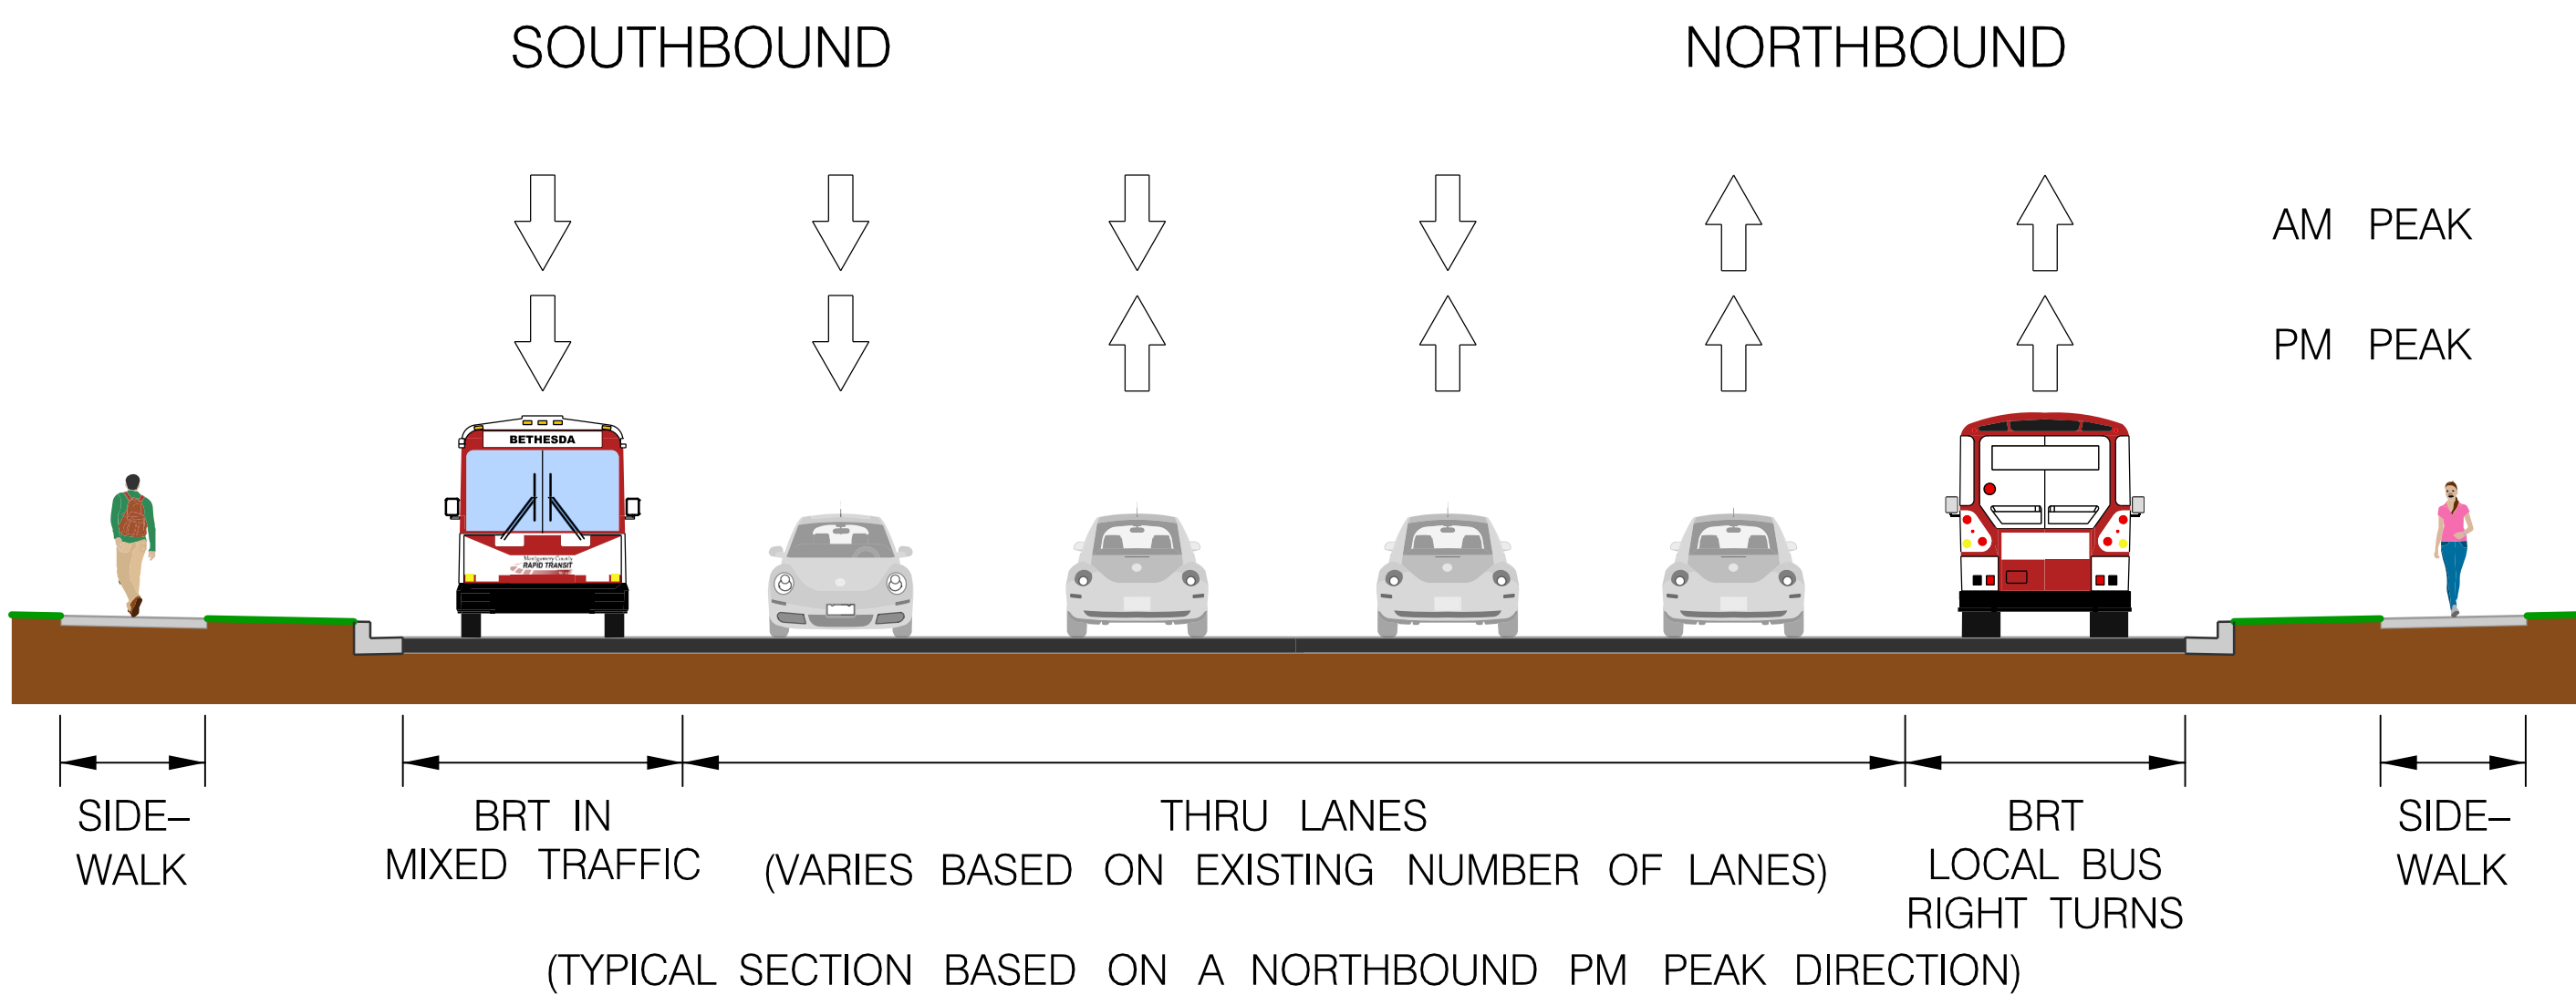 SOUTHBOUND
NORTHBOUND
AM PEAK
PM PEAK
BETHESDA
Montgomery County
RAPID TRANSIT
SIDE–
WALK
BRT IN
MIXED TRAFFIC
THRU LANES
(VARIES BASED ON EXISTING NUMBER OF LANES)
BRT
LOCAL BUS
RIGHT TURNS
SIDE–
WALK
(TYPICAL SECTION BASED ON A NORTHBOUND PM PEAK DIRECTION)